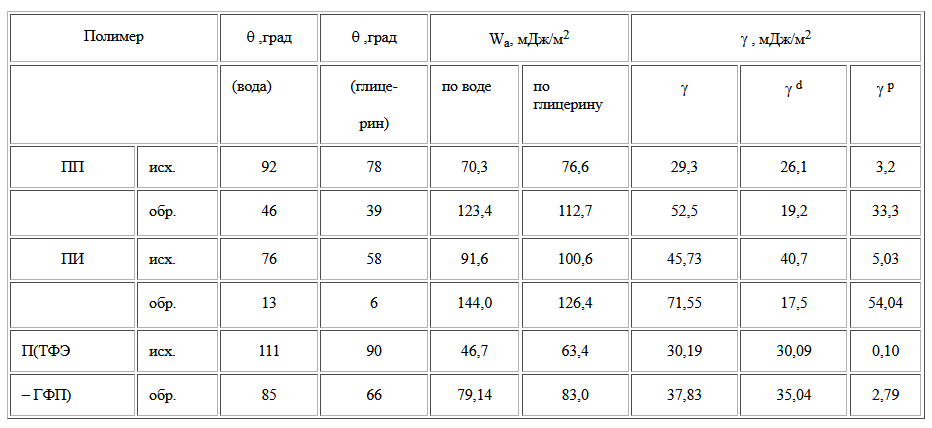 Полимер θ ,град θ ,град Wa, мДж/м2 γ , мДж/м2
(вода) (глице- по воде по γ γ d γ p
глицерину
рин)
ПП исх. 92 78 70,3 76,6 29,3 26,1 3,2
обр. 46 39 123,4 112,7 52,5 19,2 33,3
ПИ исх. 76 58 91,6 100,6 45,73 40,7 5,03
обр. 13 6 144,0 126,4 71,55 17,5 54,04
П(ТФЭ исх. 111 90 46,7 63,4 30,19 30,09 0,10
– ГФП) обр. 85 66 79,14 83,0 37,83 35,04 2,79